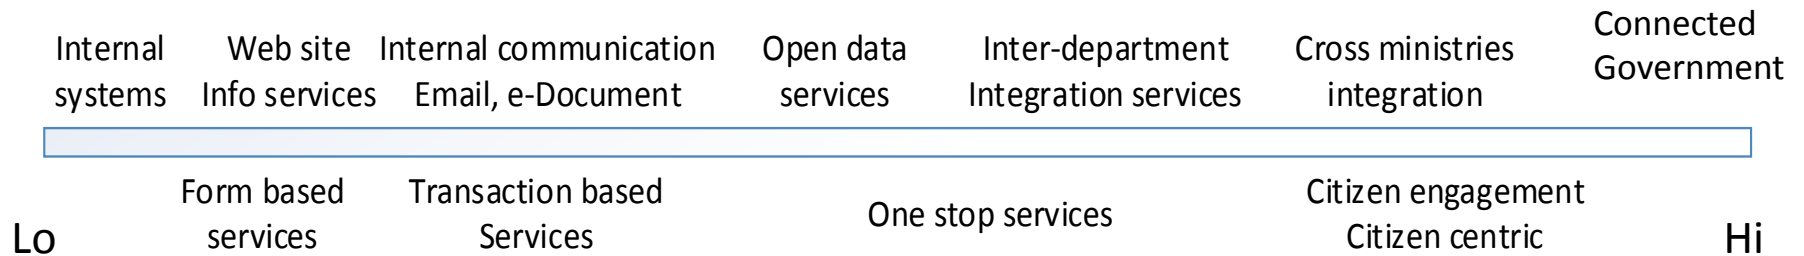 Internal
systems
Web site
Info services
Internal communication
Email, e-Document
Open data
services
Inter-department
Integration services
Cross ministries
integration
Connected
Government
Lo
Form based
services
Transaction based
Services
One stop services
Citizen engagement
Citizen centric
Hi